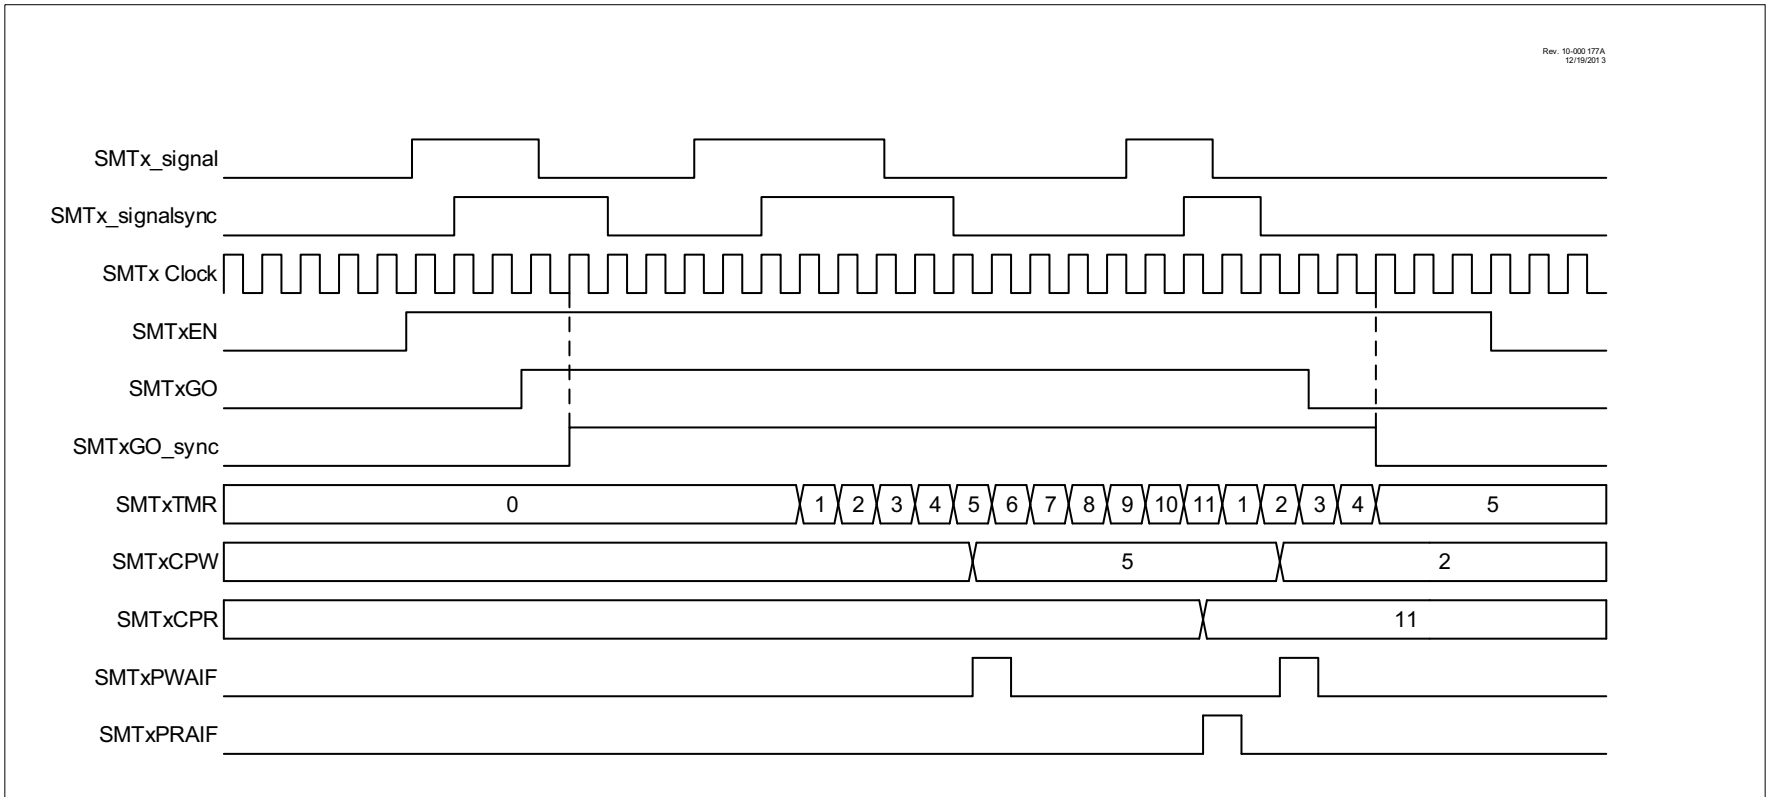 Rev. 10-000 177A
12/19/201 3
SMTx_signal
SMTx_signalsync
SMTx Clock
SMTxEN
SMTxGO
SMTxGO_sync
SMTxTMR 0 1 2 3 4 5 6 7 8 9 10 11 1 2 3 4 5
SMTxCPW 5 2
SMTxCPR 11
SMTxPWAIF
SMTxPRAIF